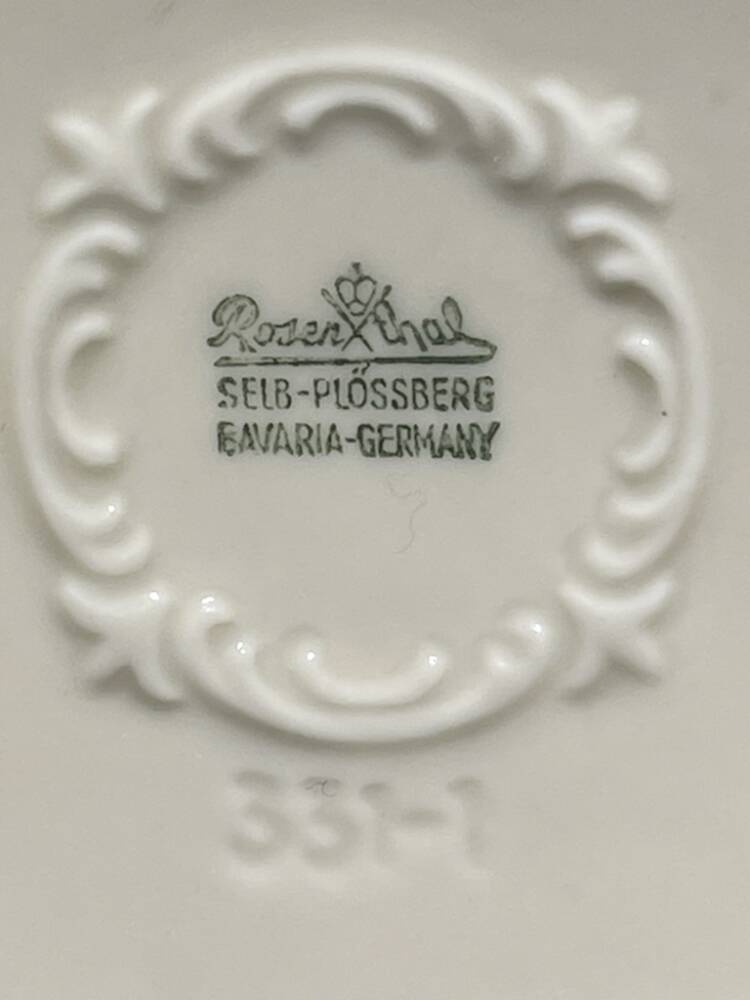 Rosenthal
SELB-PLÖSSBERG
BAVARIA-GERMANY
331-1